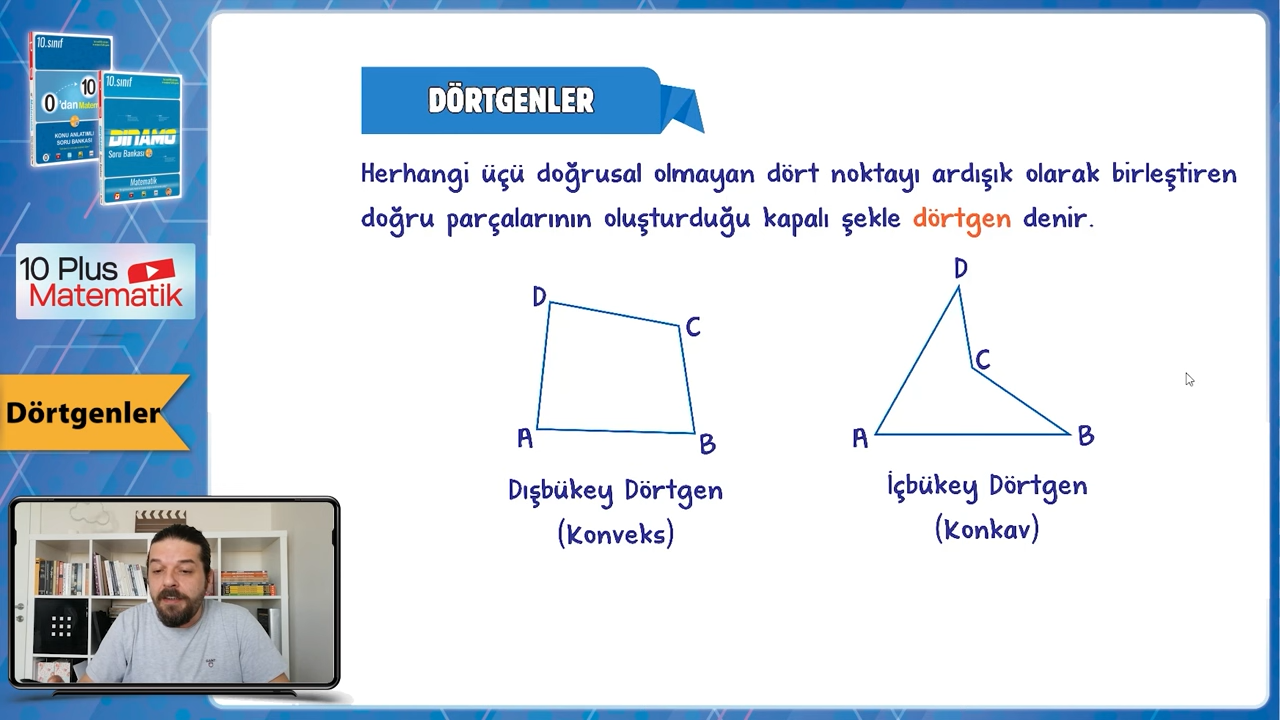 10.sınıf
0'dan 10
KONU ANLATIMLI
SORU BANKASI
10.sınıf
DİNAMO
Soru Bankası
Matematik
10 Plus
Matematik
Dörtgenler
DÖRTGENLER
Herhangi üçü doğrusal olmayan dört noktayı ardışık olarak birleştiren
doğru parçalarının oluşturduğu kapalı şekle dörtgen denir.
D
C
A
B
Dışbükey Dörtgen
(Konveks)
D
C
A
B
İçbükey Dörtgen
(Konkav)